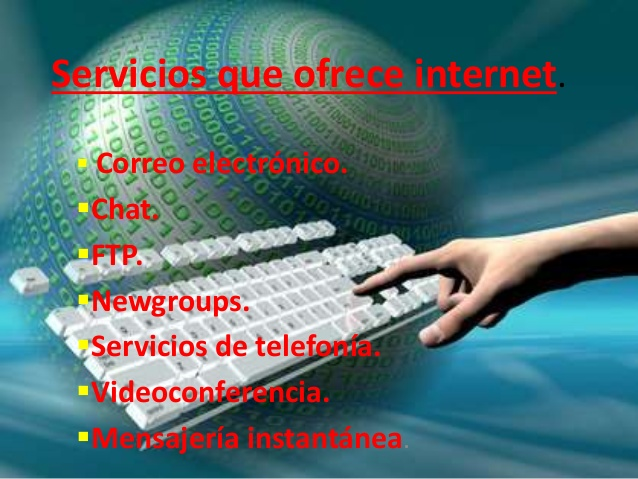 Servicios que ofrece internet.
▪ Correo electrónico.
▪Chat.
▪FTP.
▪Newgroups.
▪Servicios de telefonía.
▪Videoconferencia.
▪Mensajería instantánea.